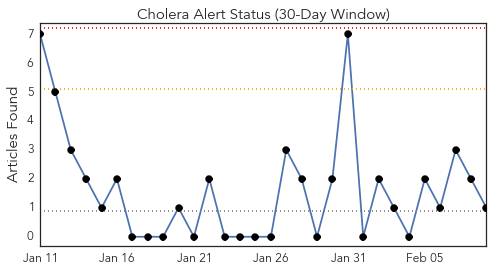 Cholera Alert Status (30-Day Window)
Articles Found
7
6
5
4
3
2
1
0
Jan 11 Jan 16 Jan 21 Jan 26 Jan 31 Feb 05